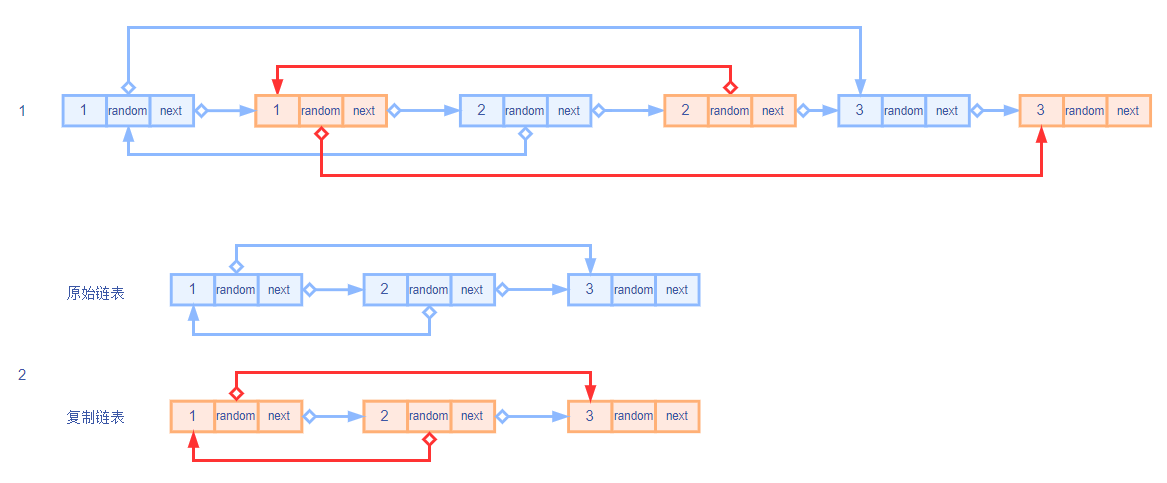 1 1 random next 1 random next 2 random next 2 random next 3 random next 3 random next
原始链表 1 random next 2 random next 3 random next
2
复制链表 1 random next 2 random next 3 random next